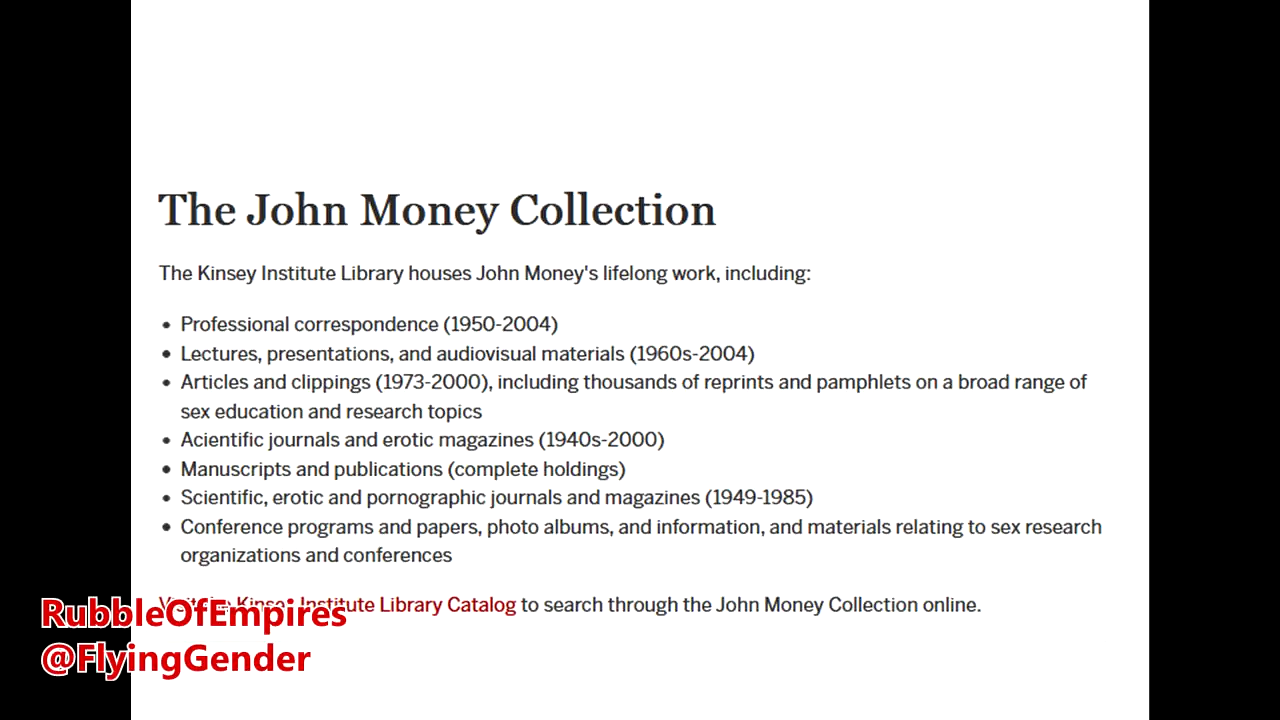 The John Money Collection
The Kinsey Institute Library houses John Money's lifelong work, including:
• Professional correspondence (1950-2004)
• Lectures, presentations, and audiovisual materials (1960s-2004)
• Articles and clippings (1973-2000), including thousands of reprints and pamphlets on a broad range of
sex education and research topics
• Acientific journals and erotic magazines (1940s-2000)
• Manuscripts and publications (complete holdings)
• Scientific, erotic and pornographic journals and magazines (1949-1985)
• Conference programs and papers, photo albums, and information, and materials relating to sex research
organizations and conferences
Institute Library Catalog to search through the John Money Collection online.
RubbleOfEmpires
@FlyingGender